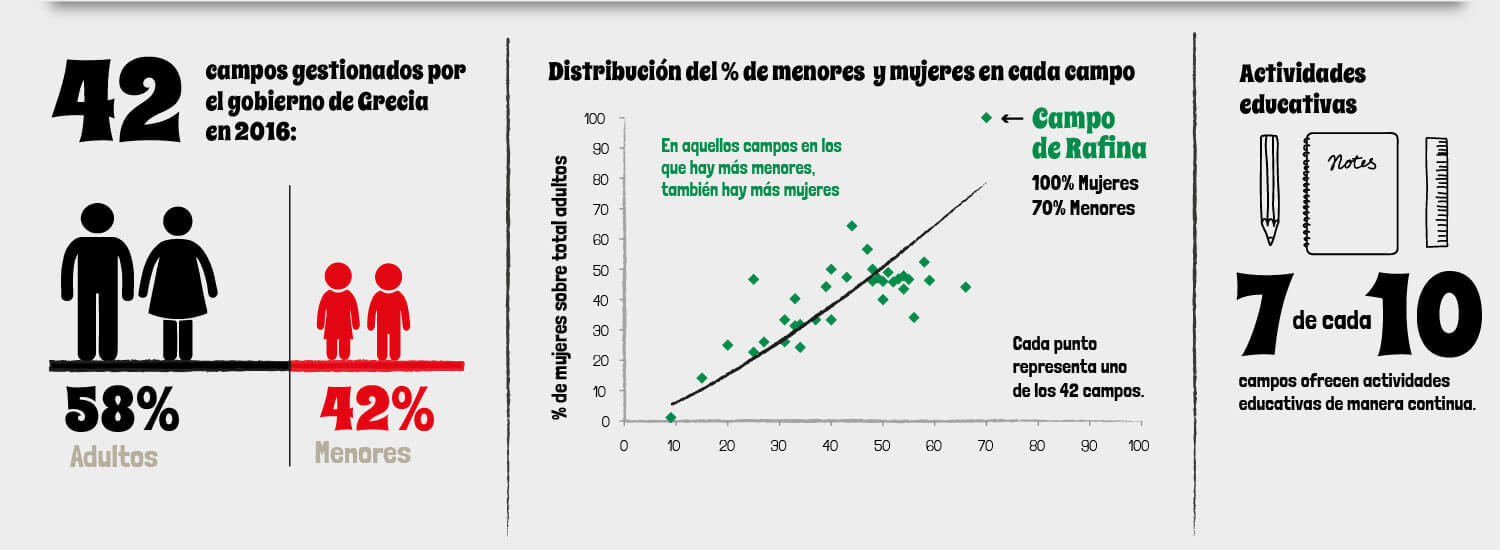 42
campos gestionados por
el gobierno de Grecia
en 2016:
58%
Adultos
42%
Menores
Distribución del % de menores y mujeres en cada campo
% de mujeres sobre total adultos
100
90
80
70
60
50
40
30
20
10
0
0 10 20 30 40 50 60 70 80 90 100
En aquellos campos en los
que hay más menores,
también hay más mujeres
Campo
de Rafina
100% Mujeres
70% Menores
Cada punto
representa uno
de los 42 campos.
Actividades
educativas
Notes
7 de cada 10
campos ofrecen actividades
educativas de manera continua.